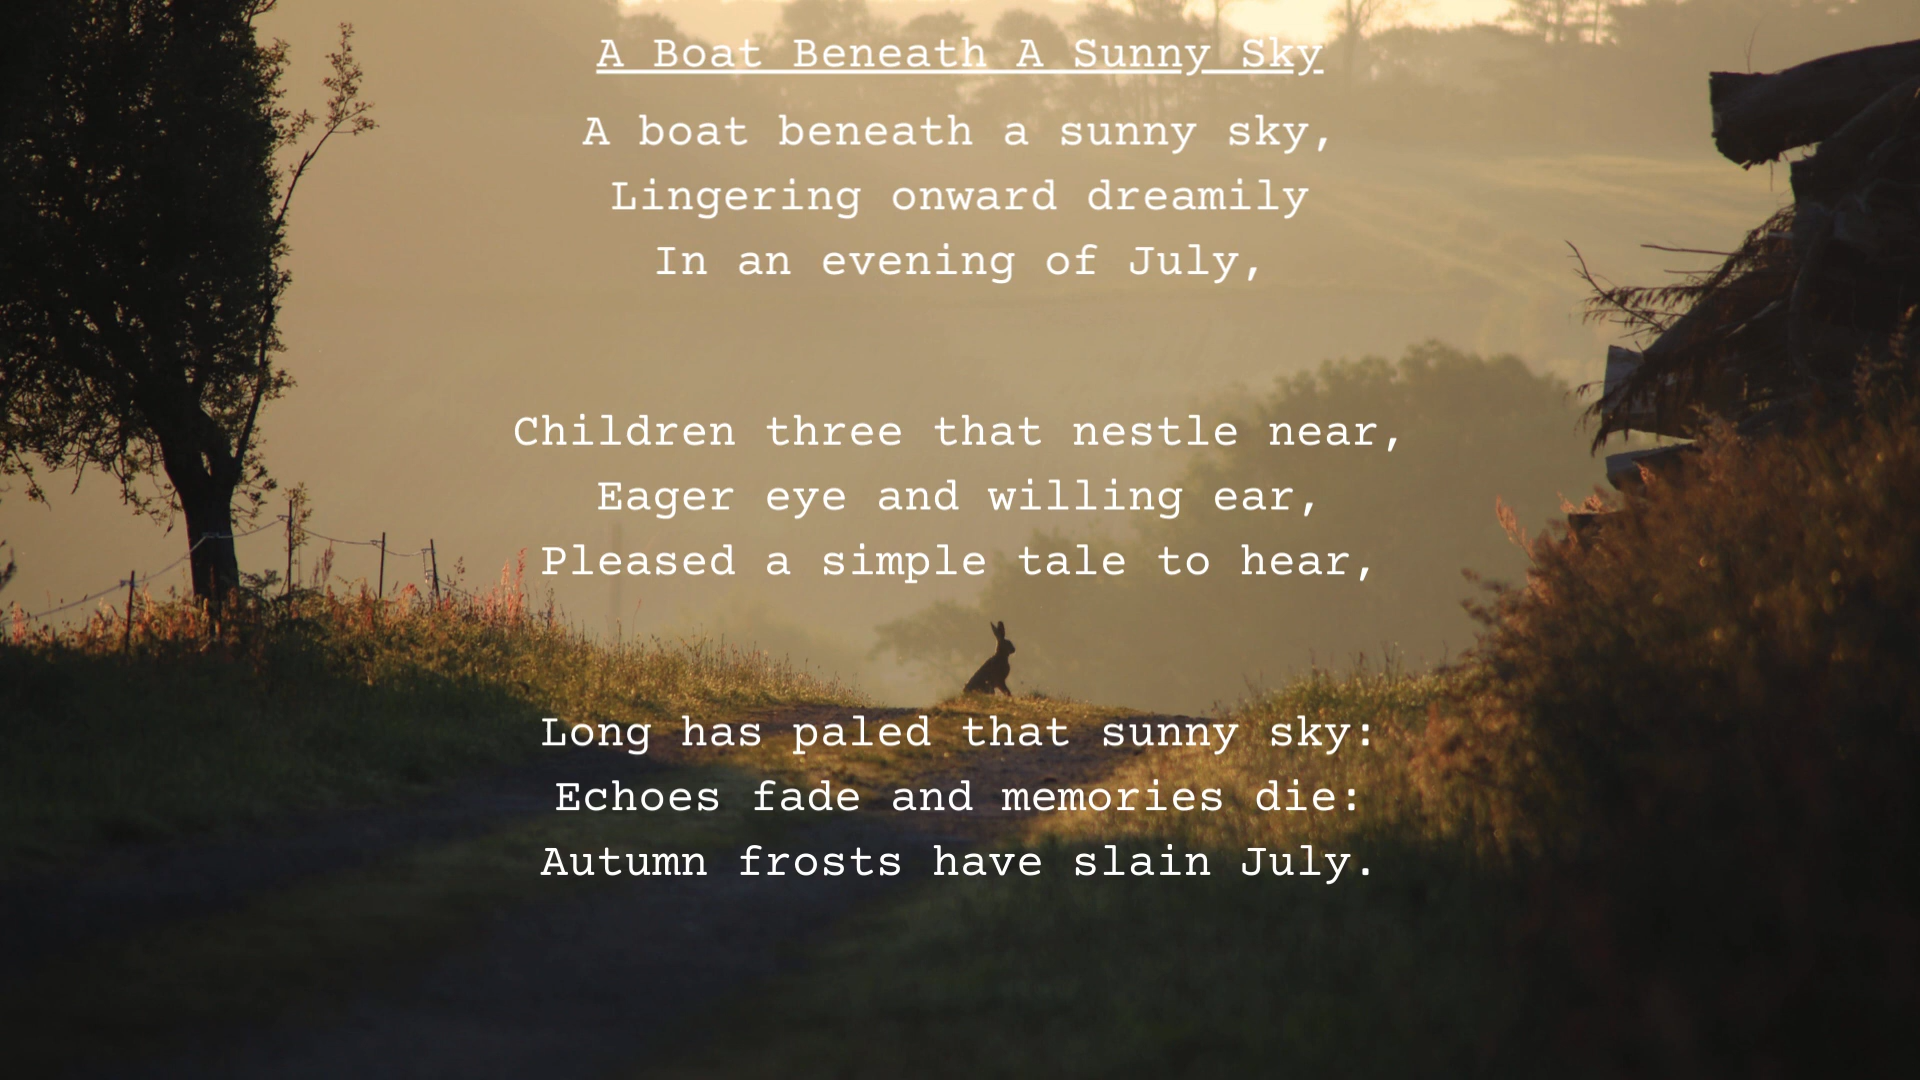 A Boat Beneath A Sunny Sky
A boat beneath a sunny sky,
Lingering onward dreamily
In an evening of July,
Children three that nestle near,
Eager eye and willing ear,
Pleased a simple tale to hear,
Long has paled that sunny sky:
Echoes fade and memories die:
Autumn frosts have slain July.